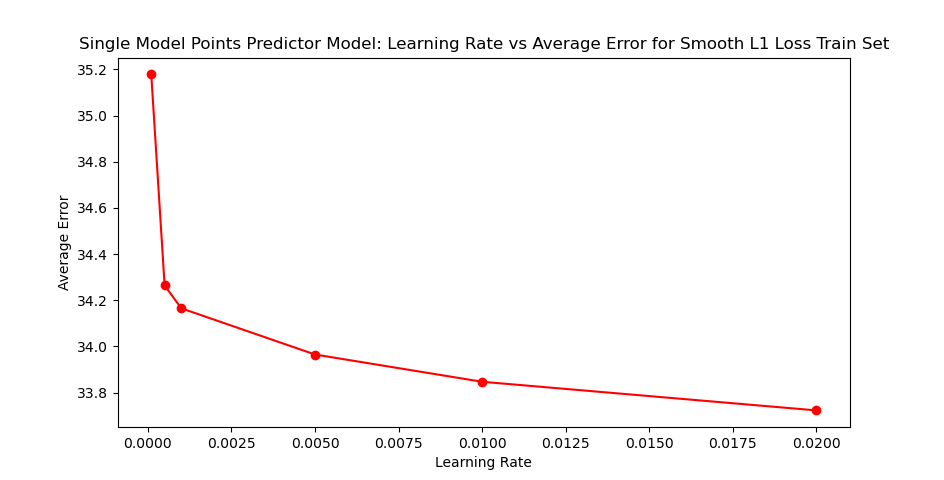 Single Model Points Predictor Model: Learning Rate vs Average Error for Smooth L1 Loss Train Set
35.2
35.0
34.8
34.6
34.4
34.2
34.0
33.8
Average Error
0.0000 0.0025 0.0050 0.0075 0.0100 0.0125 0.0150 0.0175 0.0200
Learning Rate